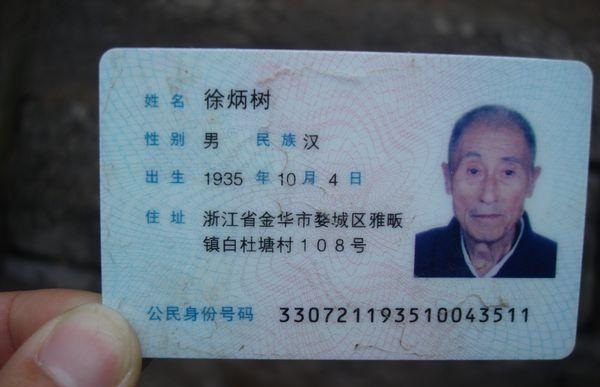 姓名 徐炳树
性别 男 民族 汉
出生 1935 年 10 月 4 日
住址 浙江省金华市婺城区雅畈
镇白杜塘村108号
公民身份号码 330721193510043511